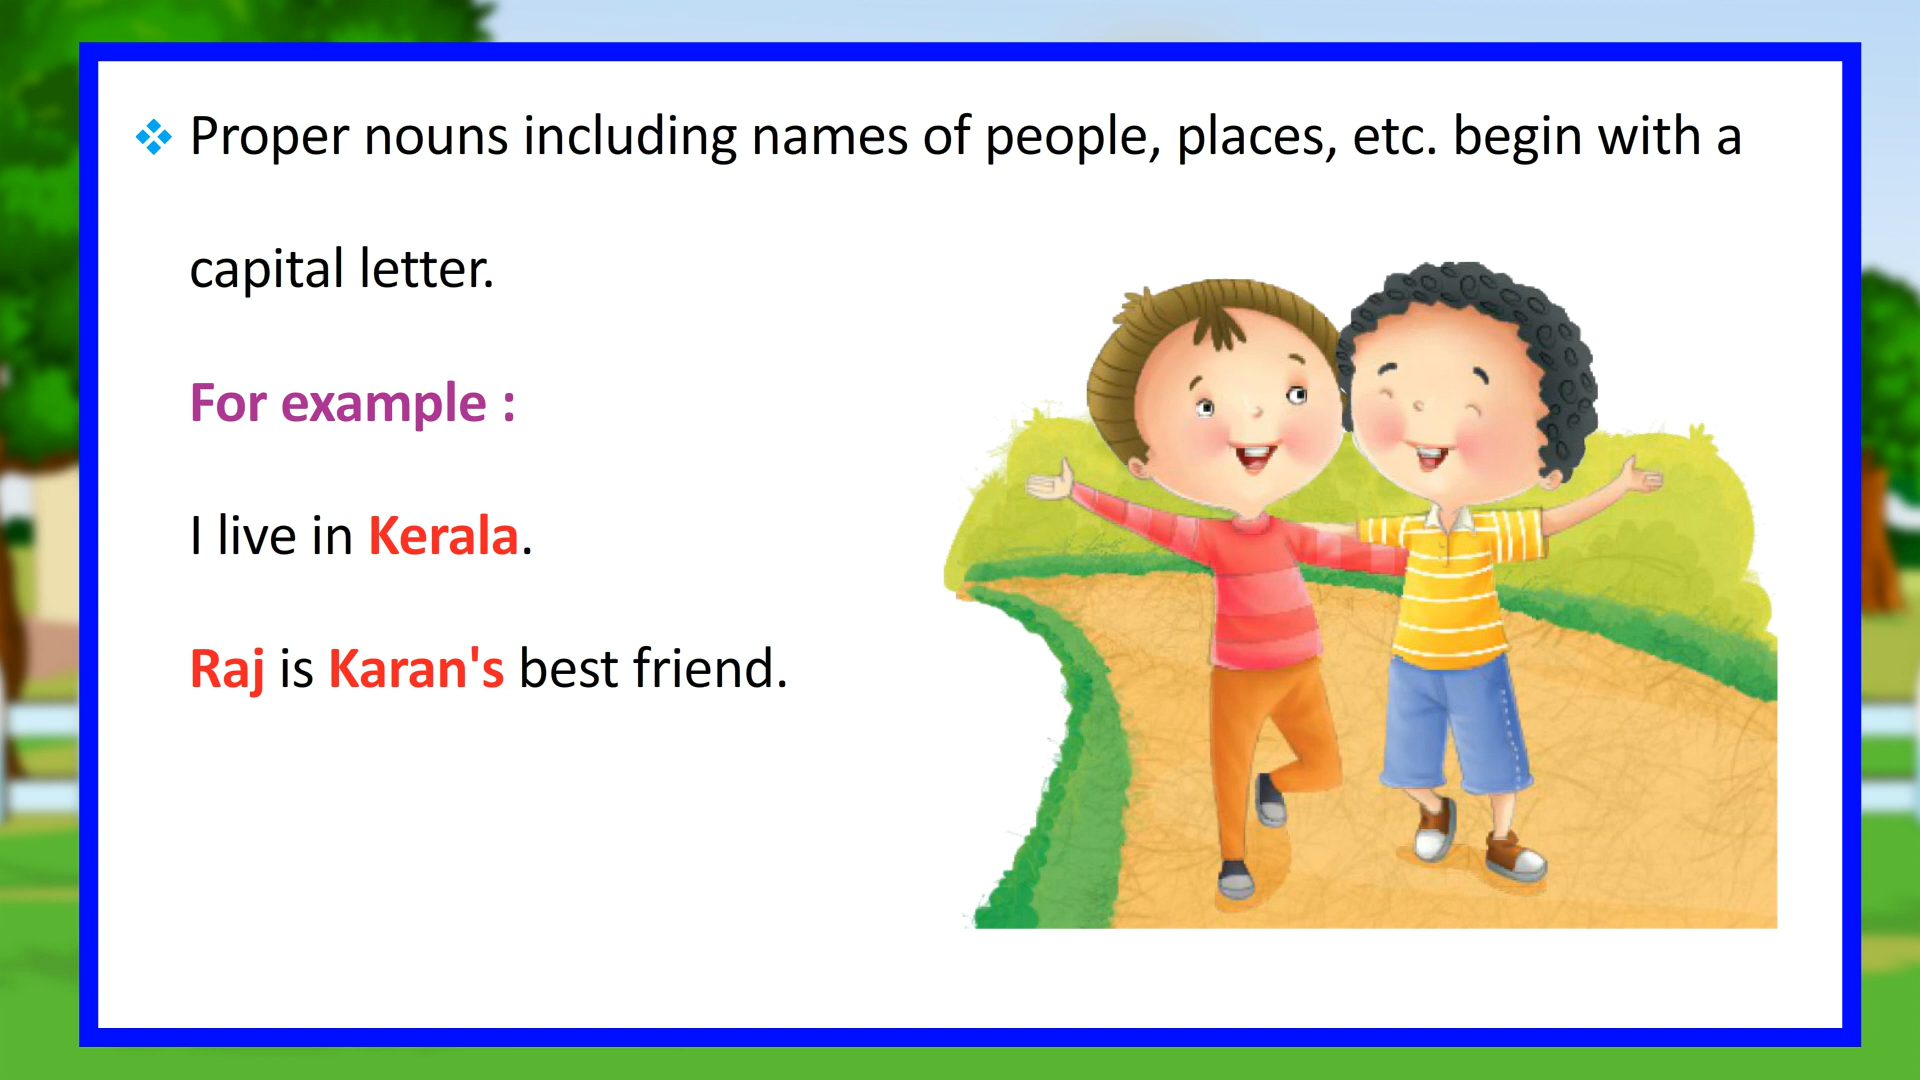 Proper nouns including names of people, places, etc. begin with a
capital letter.
For example :
I live in Kerala.
Raj is Karan's best friend.